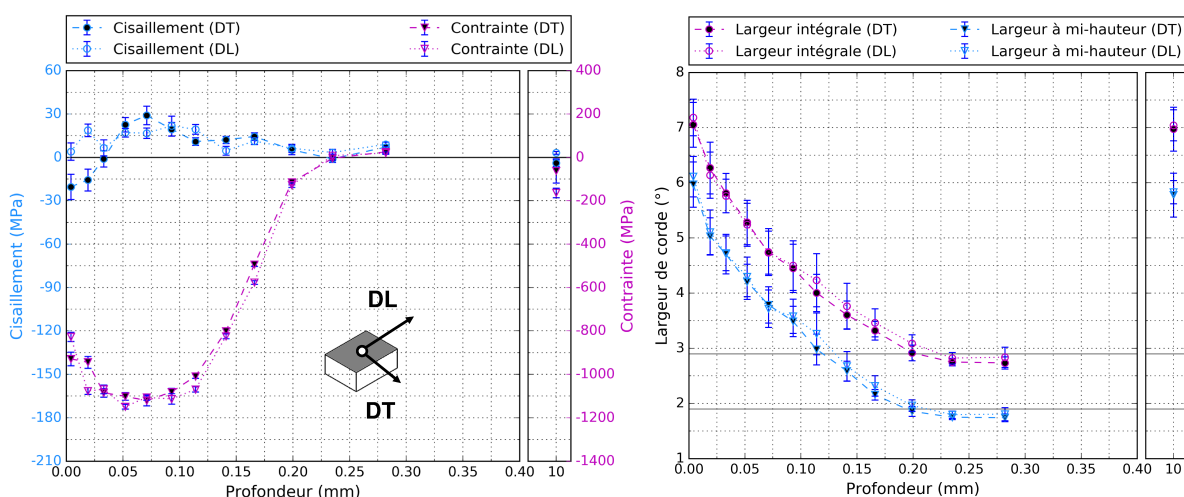 Cisaillement (DT)
Cisaillement (DL)
Contrainte (DT)
Contrainte (DL)
60
30
0
-30
-60
-90
-120
-150
-180
-210
Cisaillement (MPa)
400
200
0
-200
-400
-600
-800
-1000
-1200
-1400
Contrainte (MPa)
DL
DT
0.00 0.05 0.10 0.15 0.20 0.25 0.30 0.35 0.40 10
Profondeur (mm)
Largeur intégrale (DT)
Largeur intégrale (DL)
Largeur à mi-hauteur (DT)
Largeur à mi-hauteur (DL)
8
7
6
5
4
3
2
1
Largeur de corde (°)
0.00 0.05 0.10 0.15 0.20 0.25 0.30 0.35 0.40 10
Profondeur (mm)